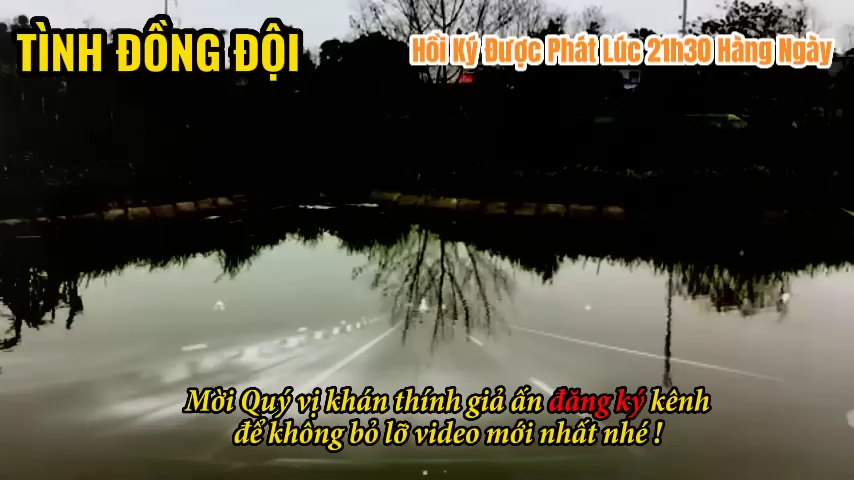 TÌNH ĐỒNG ĐỘI
Hồi Ký Được Phát Lúc 21h30 Hàng Ngày
Mời Quý vị khán thính giả ấn đăng ký kênh
để không bỏ lỡ video mới nhất nhé !